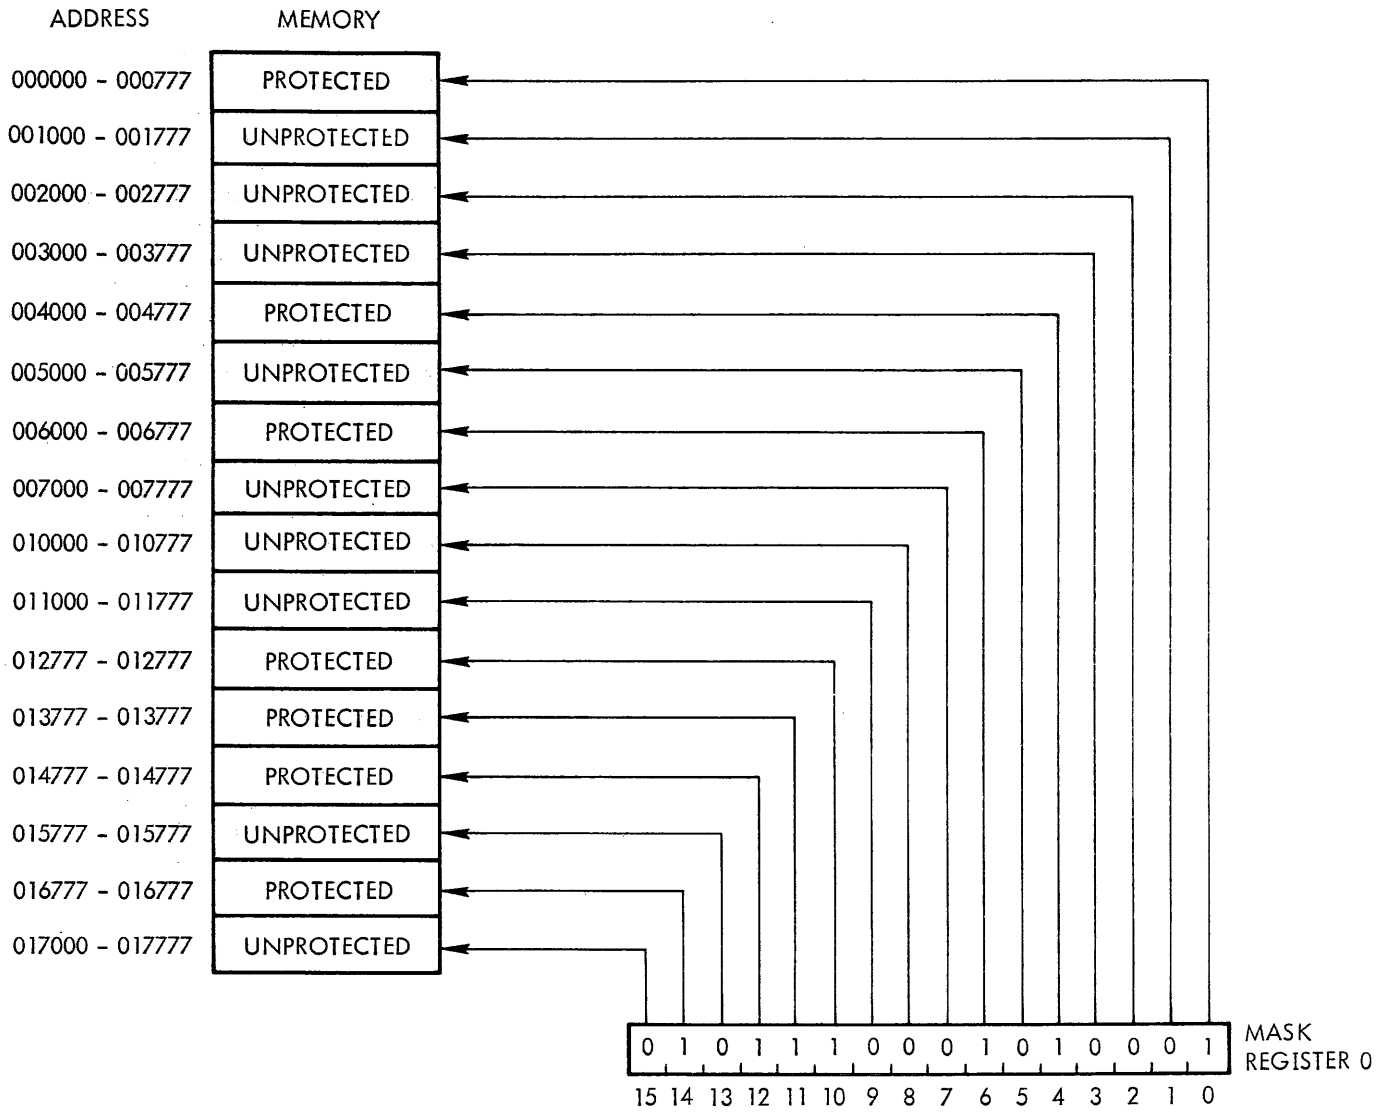 ADDRESS MEMORY
000000 - 000777 PROTECTED
001000 - 001777 UNPROTECTED
002000 - 002777 UNPROTECTED
003000 - 003777 UNPROTECTED
004000 - 004777 PROTECTED
005000 - 005777 UNPROTECTED
006000 - 006777 PROTECTED
007000 - 007777 UNPROTECTED
010000 - 010777 UNPROTECTED
011000 - 011777 UNPROTECTED
012777 - 012777 PROTECTED
013777 - 013777 PROTECTED
014777 - 014777 PROTECTED
015777 - 015777 UNPROTECTED
016777 - 016777 PROTECTED
017000 - 017777 UNPROTECTED
0 1 0 1 1 1 0 0 0 1 0 1 0 0 0 1
MASK
REGISTER 0
15 14 13 12 11 10 9 8 7 6 5 4 3 2 1 0